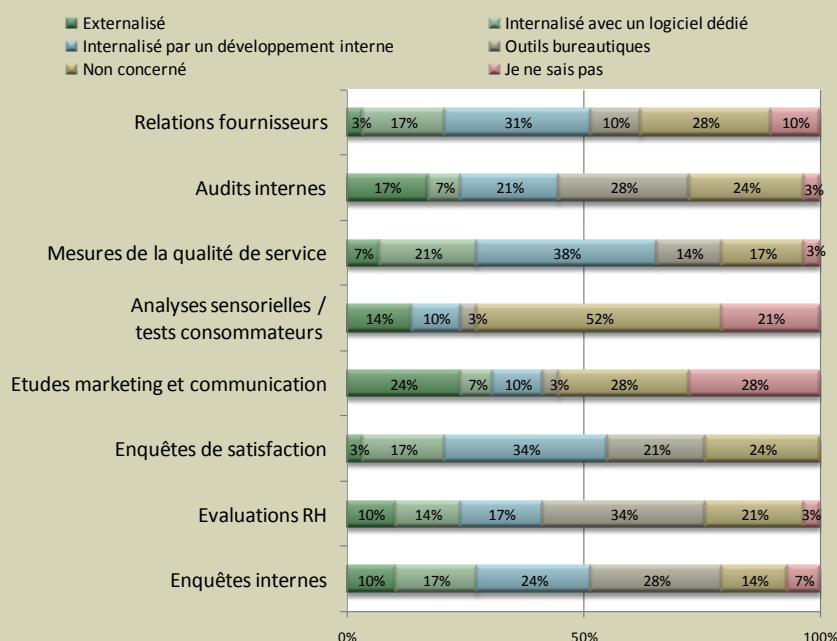 Externalisé
Internalisé avec un logiciel dédié
Internalisé par un développement interne
Outils bureautiques
Non concerné
Je ne sais pas
Relations fournisseurs
3% 17% 31% 10% 28% 10%
Audits internes
17% 7% 21% 28% 24% 3%
Mesures de la qualité de service
7% 21% 38% 14% 17% 3%
Analyses sensorielles /
tests consommateurs
14% 10% 3% 52% 21%
Etudes marketing et communication
24% 7% 10% 3% 28% 28%
Enquêtes de satisfaction
3% 17% 34% 21% 24%
Evaluations RH
10% 14% 17% 34% 21% 3%
Enquêtes internes
10% 17% 24% 28% 14% 7%
0% 50% 100%